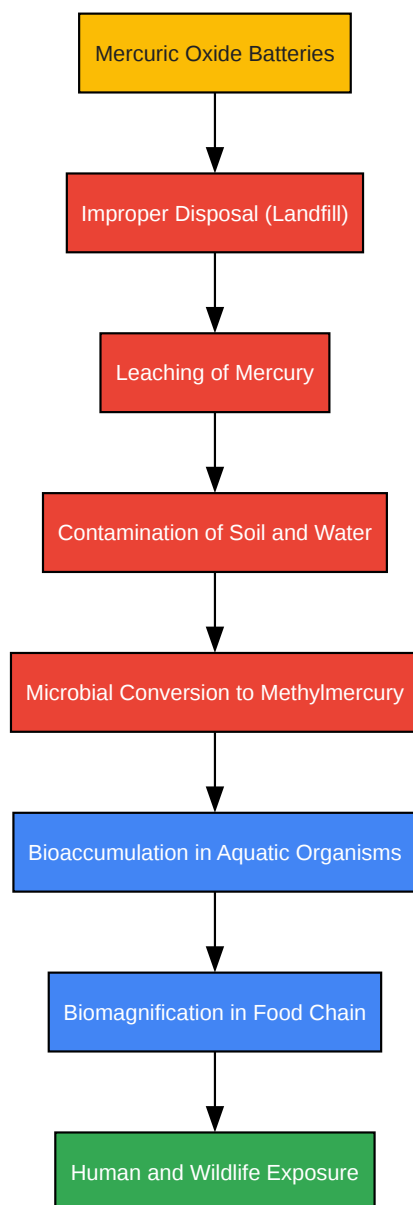 Mercuric Oxide Batteries
Improper Disposal (Landfill)
Leaching of Mercury
Contamination of Soil and Water
Microbial Conversion to Methylmercury
Bioaccumulation in Aquatic Organisms
Biomagnification in Food Chain
Human and Wildlife Exposure